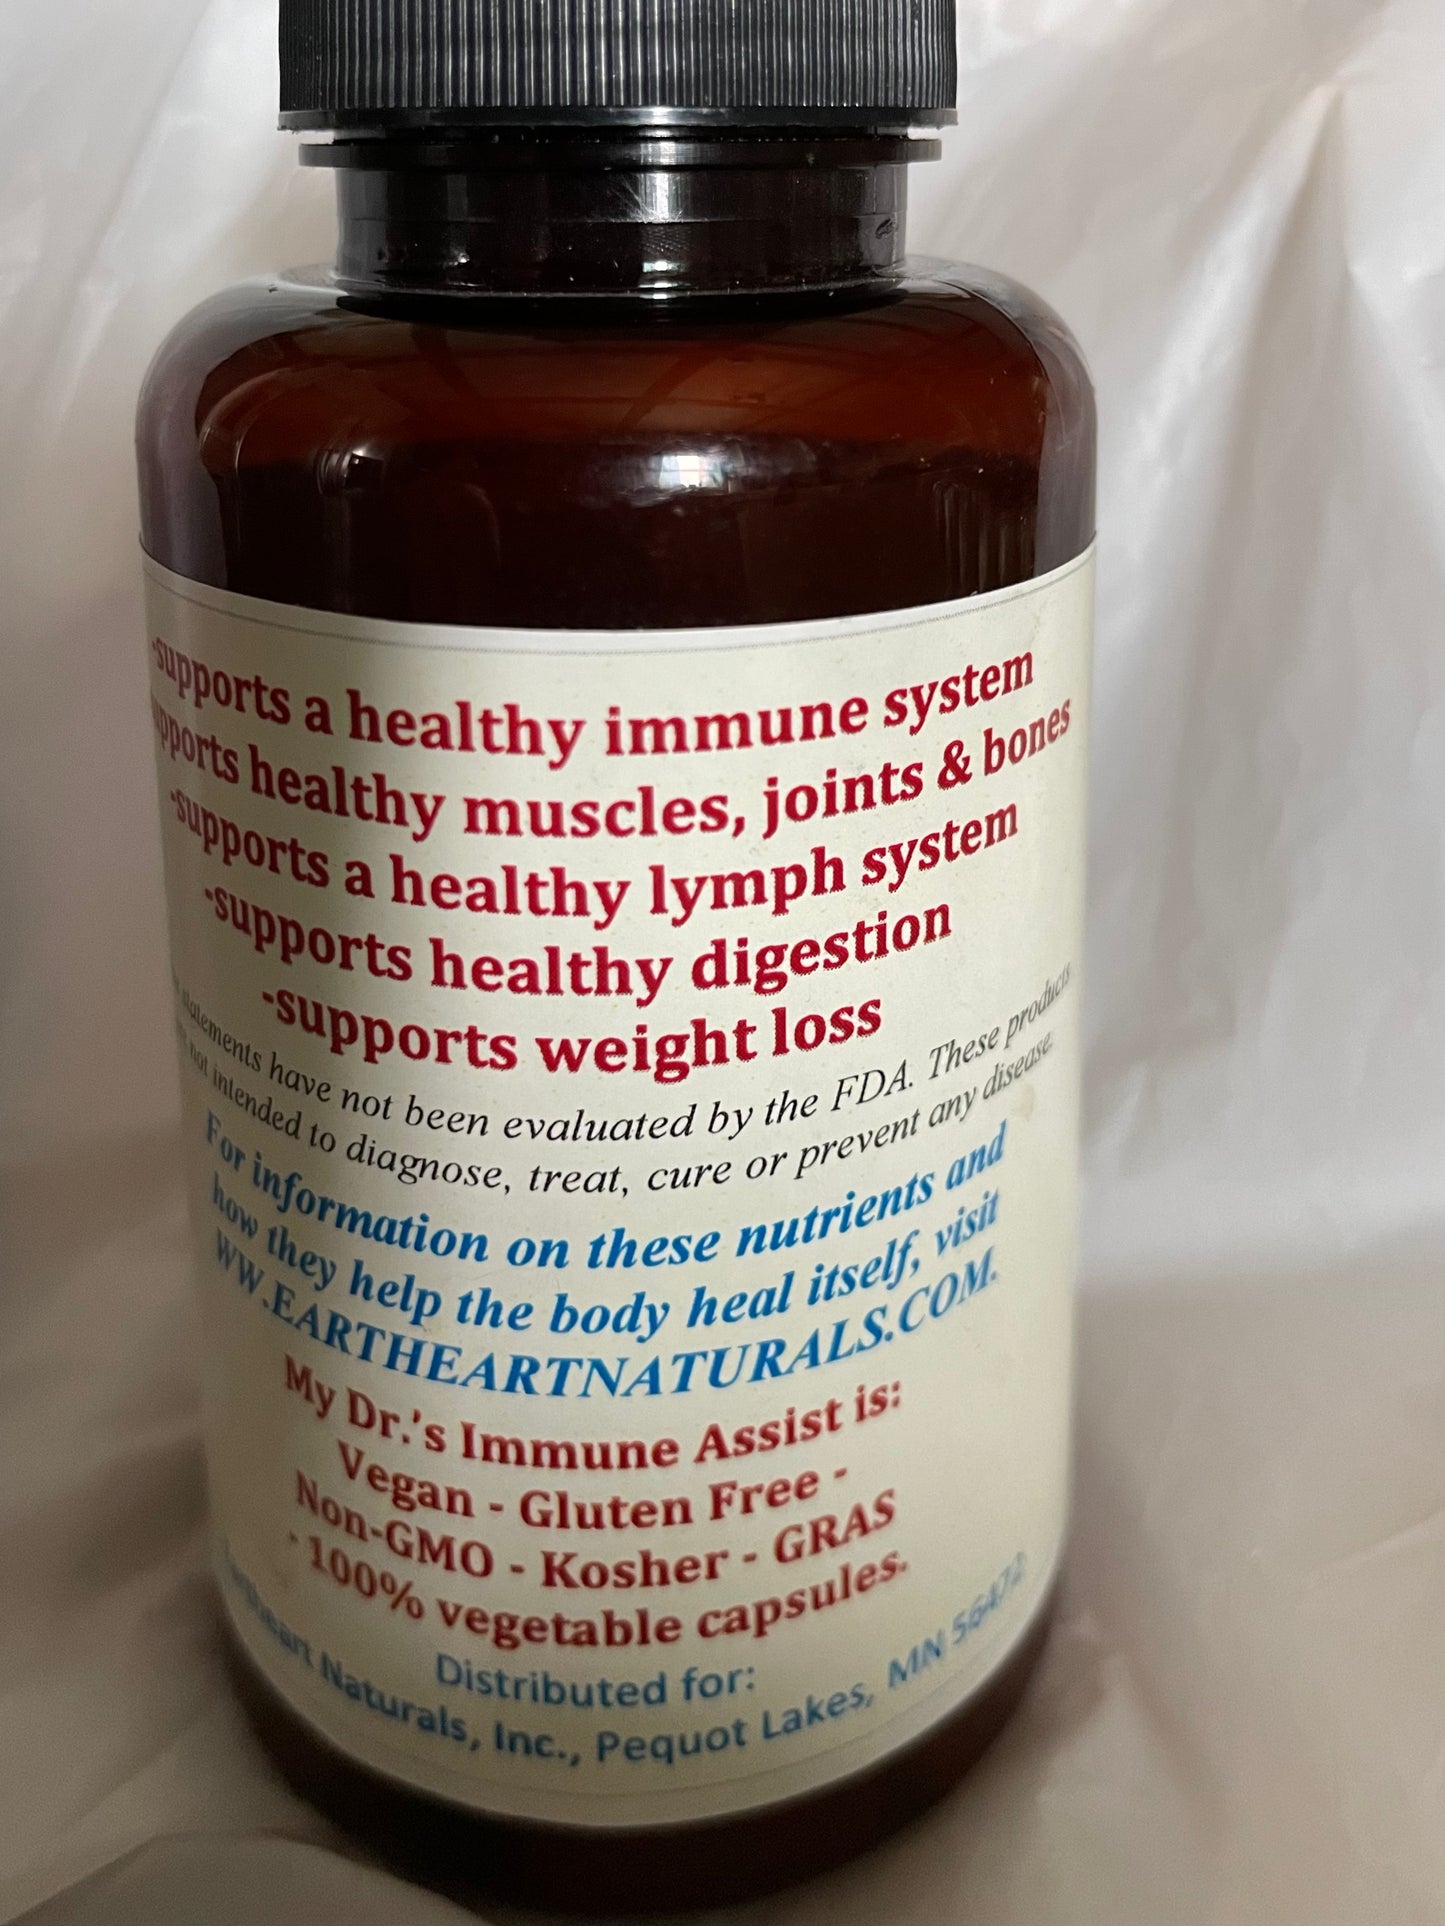 -supports a healthy immune system
supports healthy muscles, joints & bones
-supports a healthy lymph system
-supports healthy digestion
-supports weight loss
statements have not been evaluated by the FDA. These products
not intended to diagnose, treat, cure or prevent any disease.
For information on these nutrients and
how they help the body heal itself, visit
WW.EARTHEARTNATURALS.COM.
My Dr.'s Immune Assist is:
Vegan - Gluten Free -
Non-GMO - Kosher - GRAS
- 100% vegetable capsules.
Distributed for:
Naturals, Inc., Pequot Lakes, MN 56472